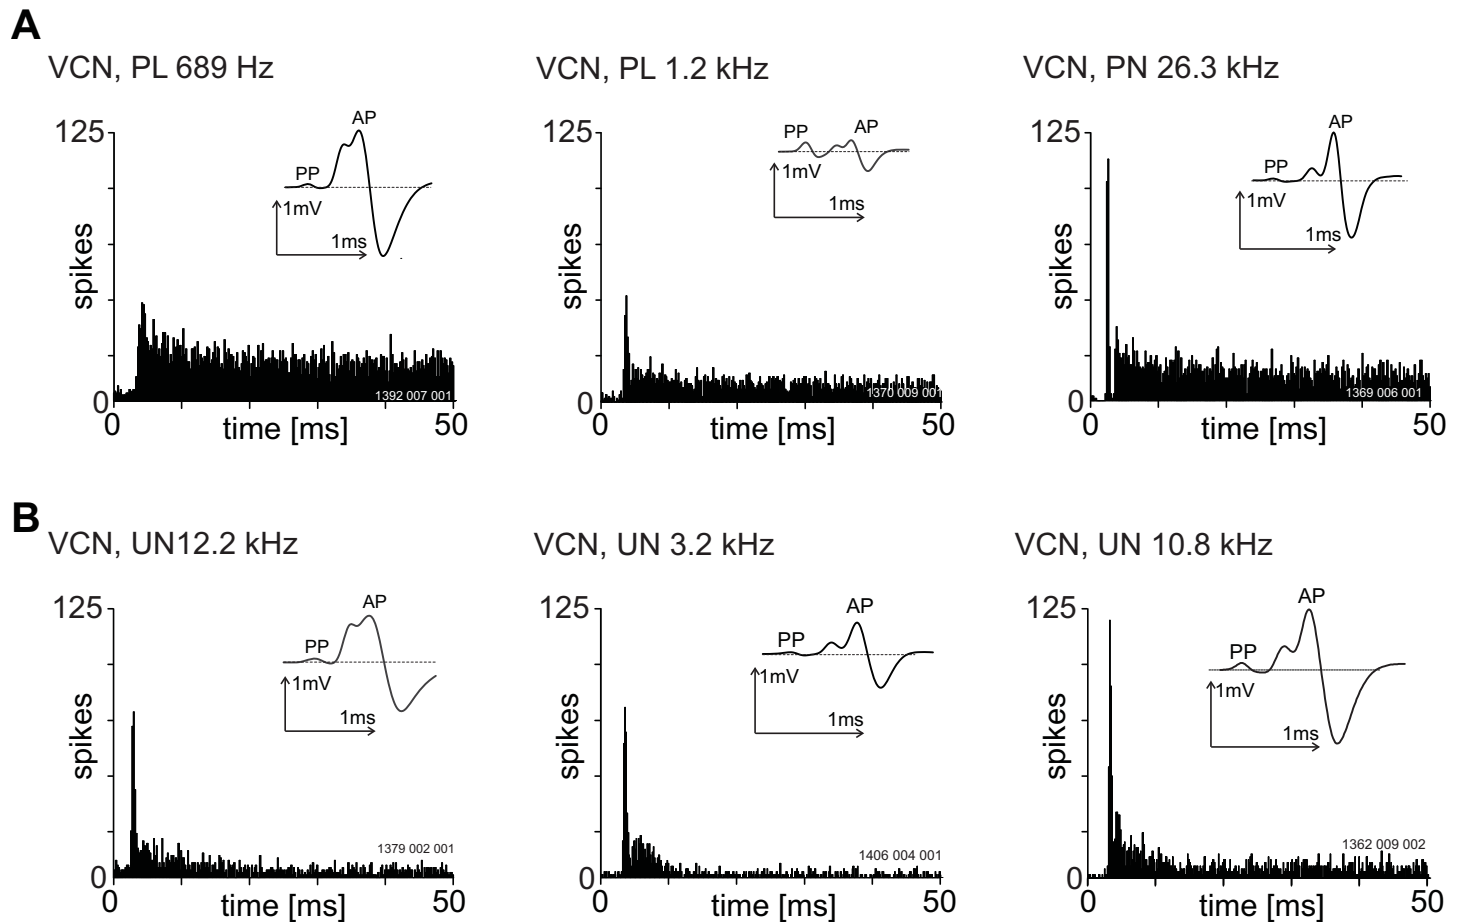 A
VCN, PL 689 Hz
125
spikes
0
0
time [ms]
50
PP
AP
1mV
1ms
1392 007 001
VCN, PL 1.2 kHz
125
spikes
0
0
time [ms]
50
PP
AP
1mV
1ms
1370 009 001
VCN, PN 26.3 kHz
125
spikes
0
0
time [ms]
50
PP
AP
1mV
1ms
1369 006 001
B
VCN, UN12.2 kHz
125
spikes
0
0
time [ms]
50
PP
AP
1mV
1ms
1379 002 001
VCN, UN 3.2 kHz
125
spikes
0
0
time [ms]
50
PP
AP
1mV
1ms
1406 004 001
VCN, UN 10.8 kHz
125
spikes
0
0
time [ms]
50
PP
AP
1mV
1ms
1362 009 002